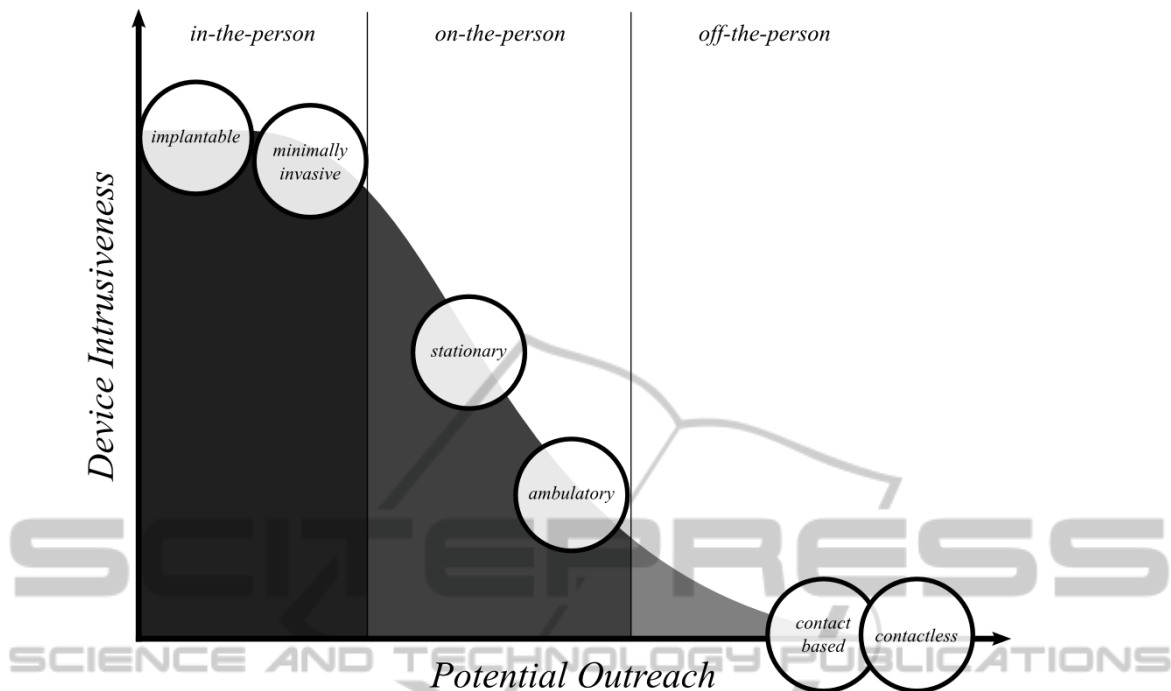 in-the-person
on-the-person
off-the-person
implantable
minimally
invasive
stationary
ambulatory
contact
based
contactless
Device Intrusiveness
Potential Outreach
SCITEPRESS
SCIENCE AND TECHNOLOGY PUBLICATIONS